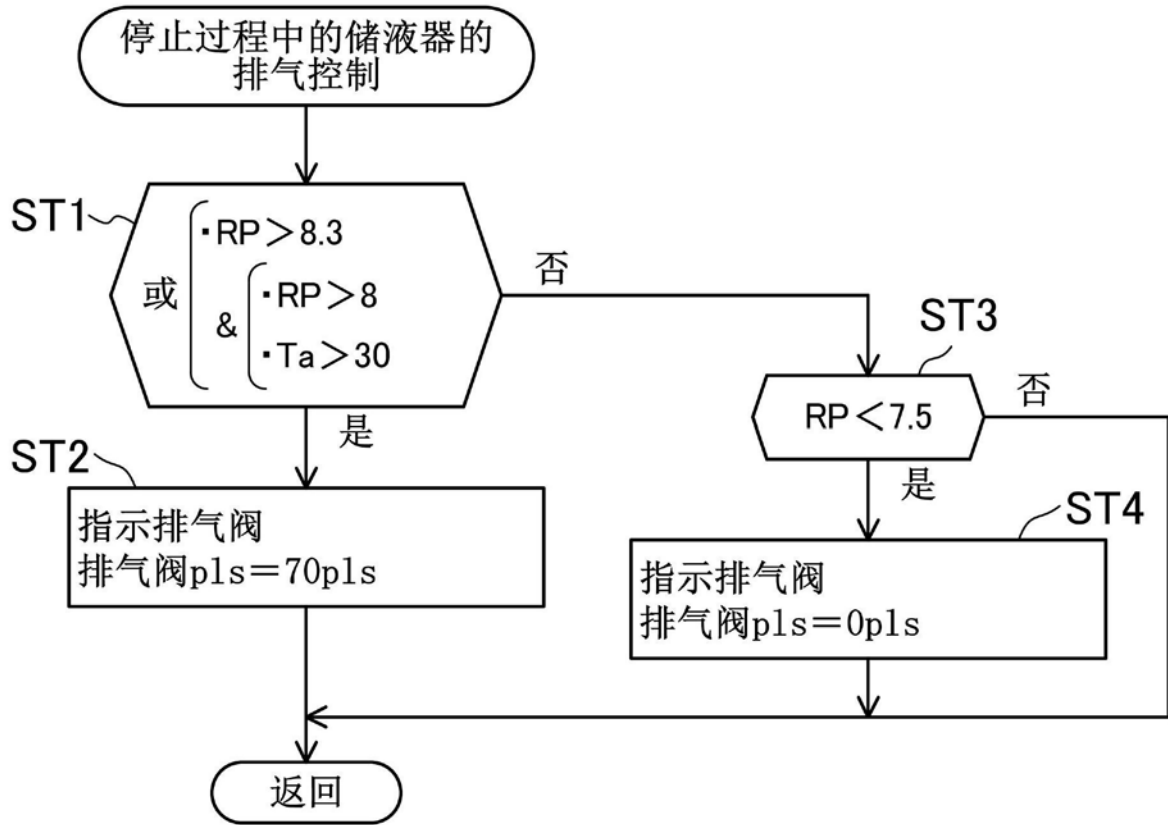 停止过程中的储液器的
排气控制
ST1
或
・RP＞8.3
&
・RP＞8
・Ta＞30
否
是
ST2
指示排气阀
排气阀pls＝70pls
ST3
RP＜7.5
否
是
ST4
指示排气阀
排气阀pls＝0pls
返回